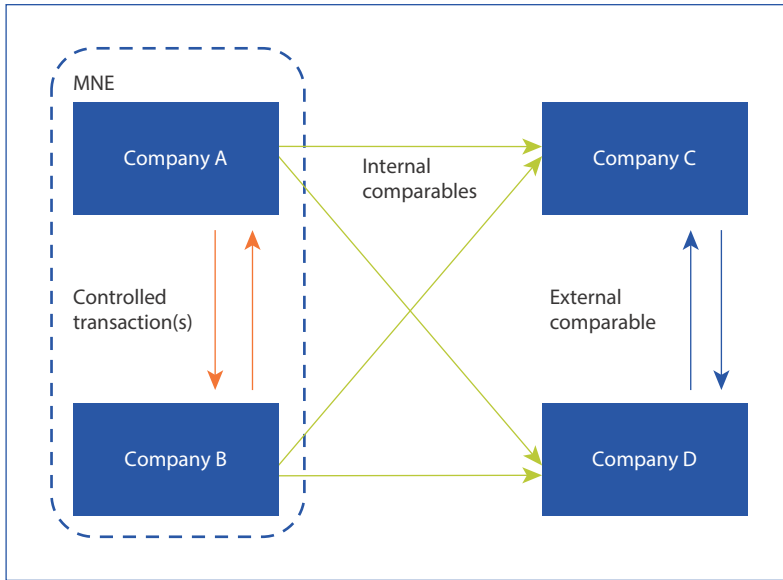 MNE
Company A
Company C
Internal
comparables
Controlled
transaction(s)
External
comparable
Company B
Company D